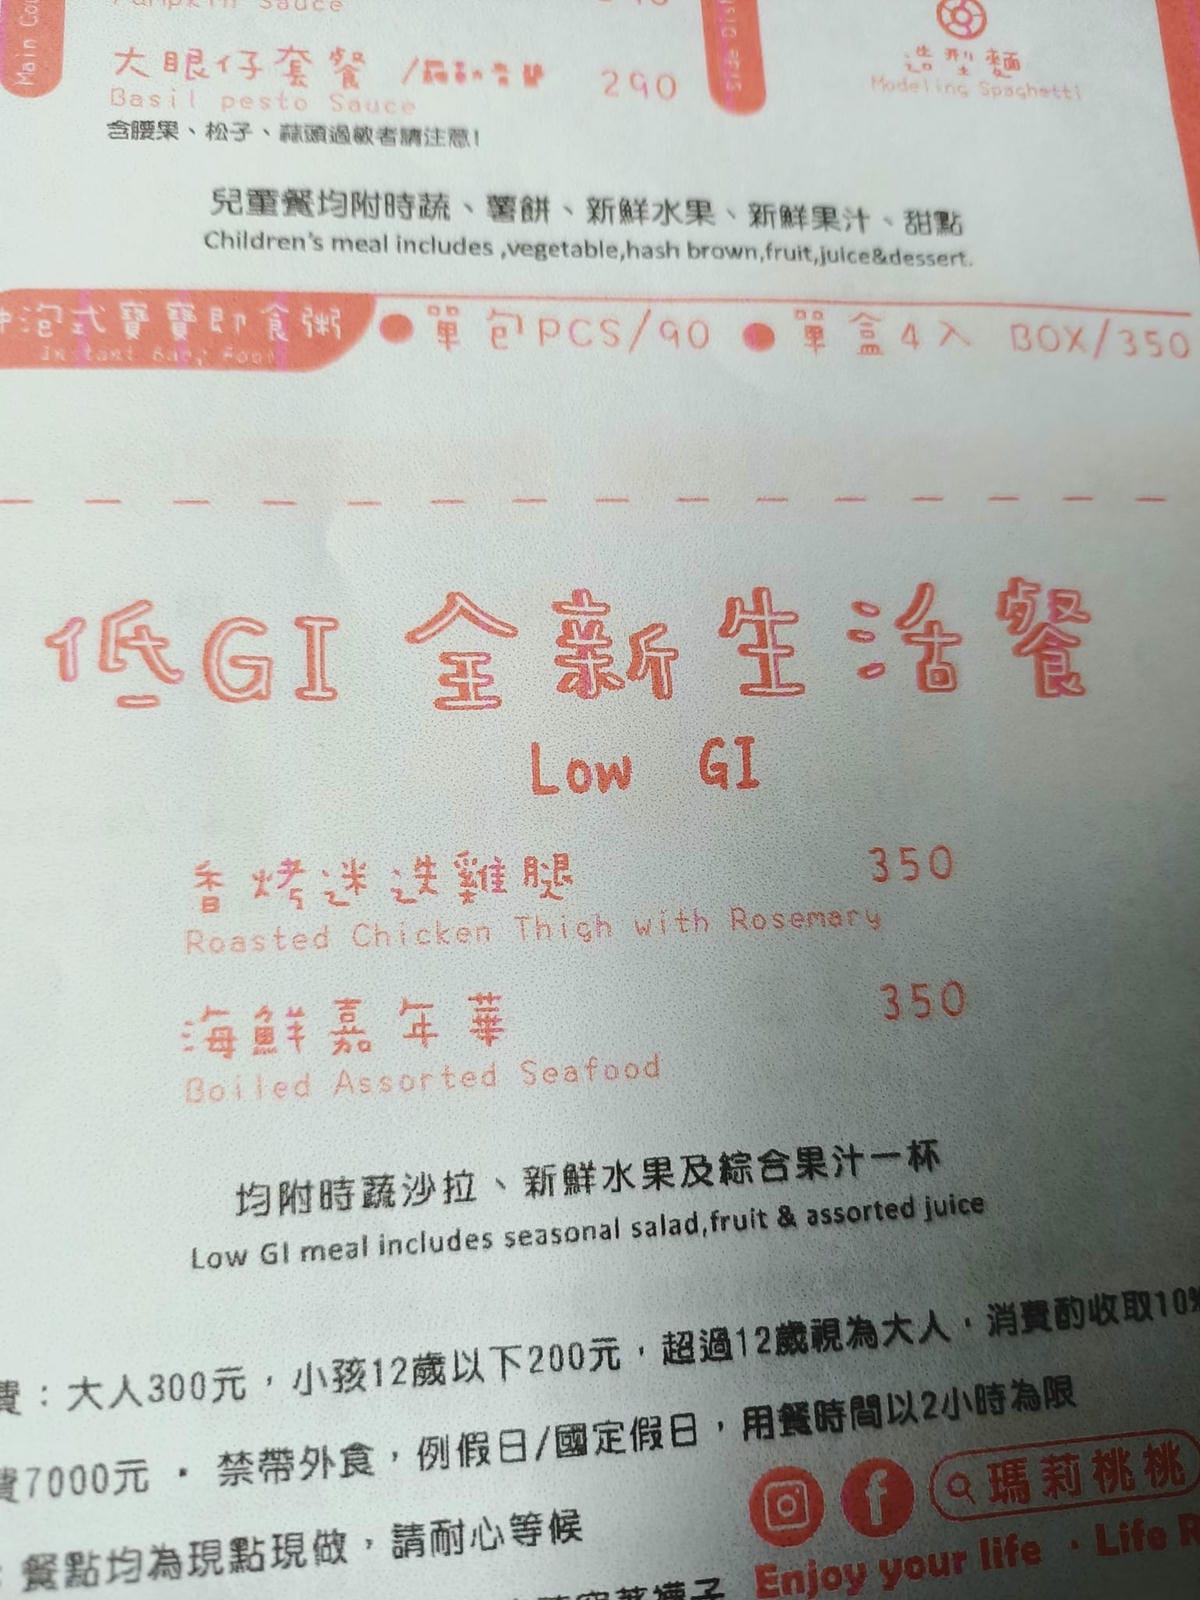 Main Cou
Pumpkin Sauce
大眼仔套餐 / 290
Basil pesto Sauce
含腰果、松子、蒜頭過敏者請注意!
造型麵
Modeling Spaghetti
兒童餐均附時蔬、薯餅、新鮮水果、新鮮果汁、甜點
Children's meal includes ,vegetable,hash brown,fruit,juice&dessert.
泡式寶寶即食粥 ●單包PCS/90 ●單盒4入 BOX/350
Instant Baby Food
低GI 全新生活餐
Low GI
香烤迷迭雞腿 350
Roasted Chicken Thigh with Rosemary
海鮮嘉年華 350
Boiled Assorted Seafood
均附時蔬沙拉、新鮮水果及綜合果汁一杯
Low GI meal includes seasonal salad,fruit & assorted juice
費：大人300元，小孩12歲以下200元，超過12歲視為大人，消費酌收取10%
費7000元 · 禁帶外食，例假日/國定假日，用餐時間以2小時為限
：餐點均為現點現做，請耐心等候
瑪莉桃桃
Enjoy your life · Life R